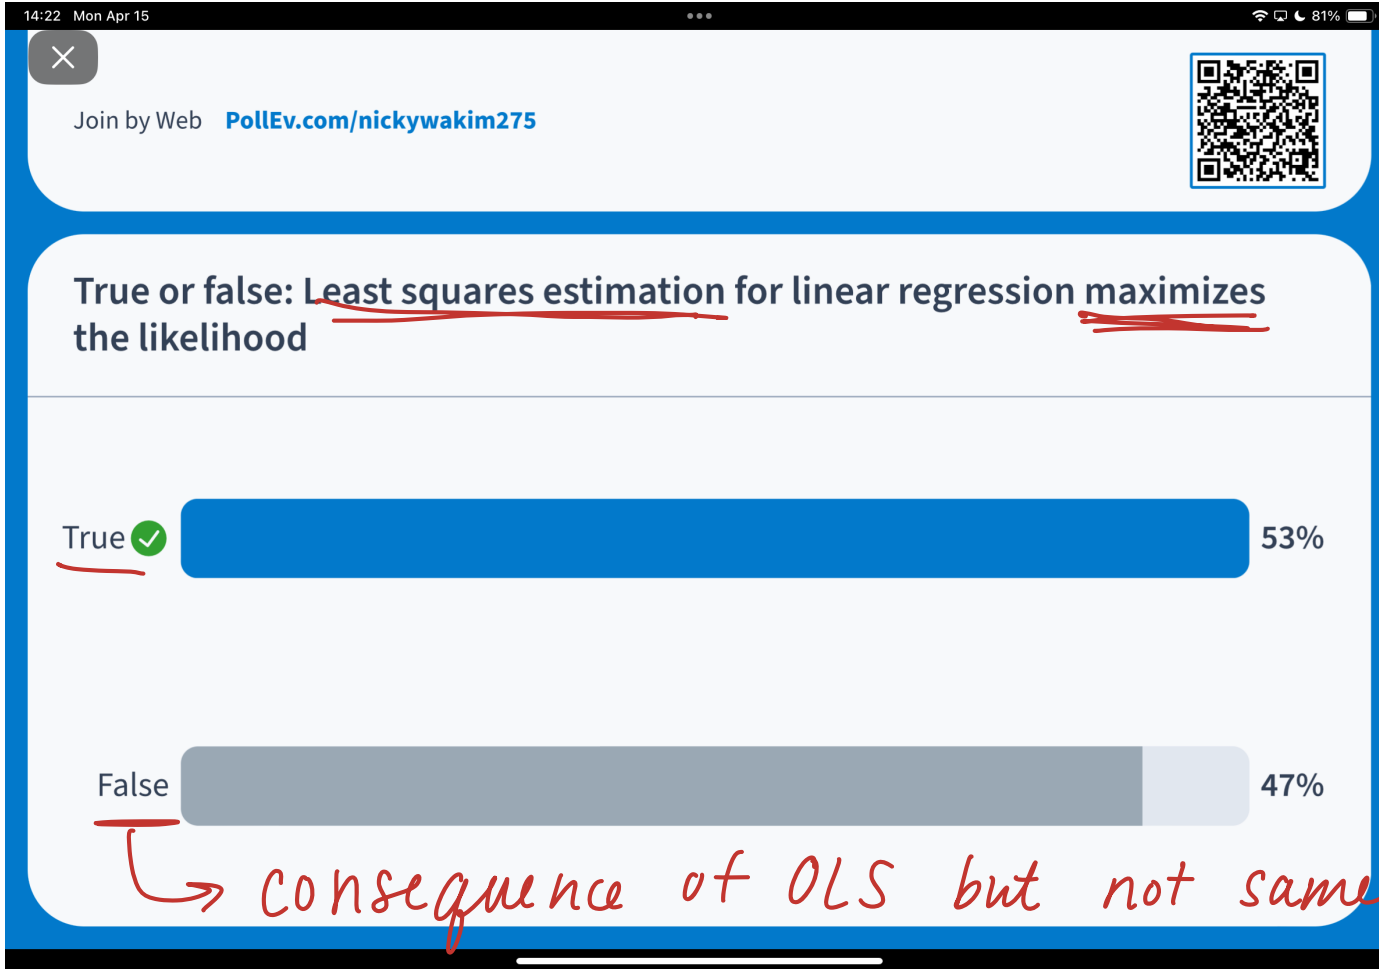 14:22 Mon Apr 15
81%
Join by Web PollEv.com/nickywakim275
True or false: Least squares estimation for linear regression maximizes
the likelihood
True 53%
False 47%
consequence of OLS but not same